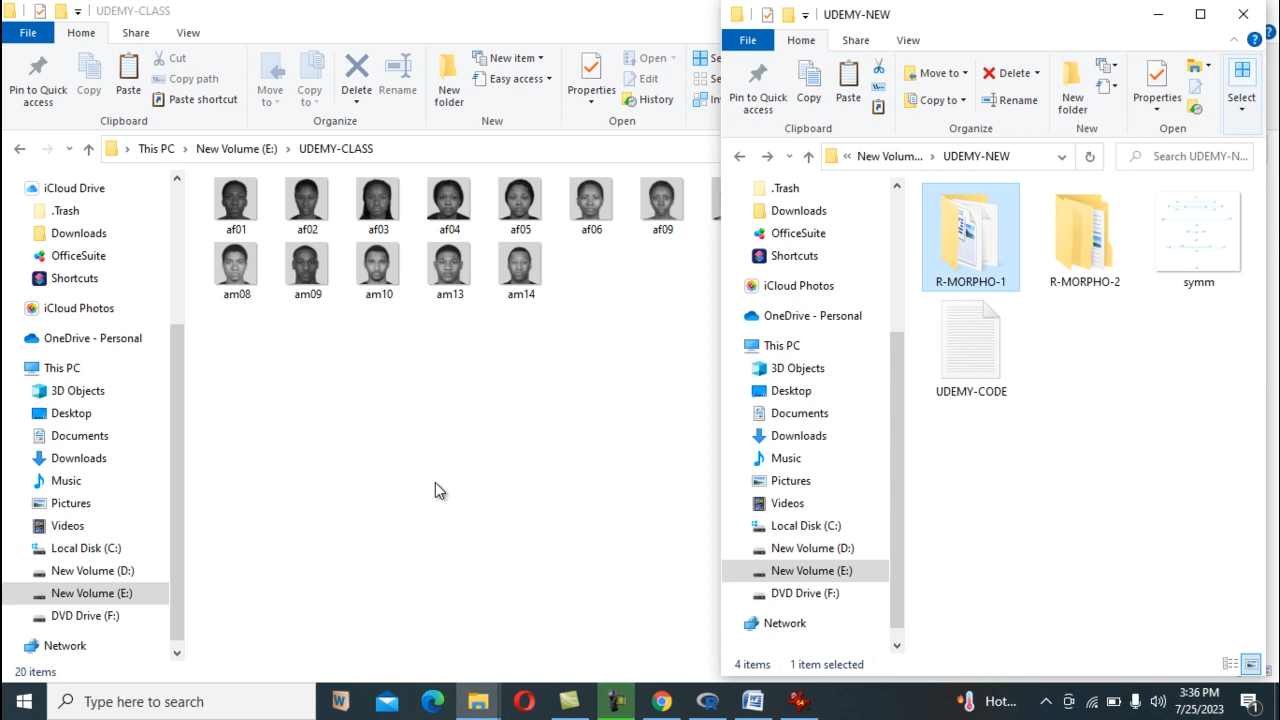 UDEMY-CLASS
File Home Share View
Pin to Quick access
Copy
Paste
Cut
Copy path
Paste shortcut
Clipboard
Move to
Copy to
Delete
Rename
Organize
New folder
New item
Easy access
New
Properties
Open
Edit
History
Open
This PC New Volume (E:) UDEMY-CLASS
iCloud Drive
.Trash
Downloads
OfficeSuite
Shortcuts
iCloud Photos
OneDrive - Personal
This PC
3D Objects
Desktop
Documents
Downloads
Music
Pictures
Videos
Local Disk (C:)
New Volume (D:)
New Volume (E:)
DVD Drive (F:)
Network
af01 af02 af03 af04 af05 af06 af09
am08 am09 am10 am13 am14
20 items
UDEMY-NEW
File Home Share View
Pin to Quick access
Copy
Paste
Clipboard
Move to
Copy to
Delete
Rename
Organize
New folder
New
Properties
Open
Select
« New Volum... UDEMY-NEW
Search UDEMY-N...
.Trash
Downloads
OfficeSuite
Shortcuts
iCloud Photos
OneDrive - Personal
This PC
3D Objects
Desktop
Documents
Downloads
Music
Pictures
Videos
Local Disk (C:)
New Volume (D:)
New Volume (E:)
DVD Drive (F:)
Network
R-MORPHO-1 R-MORPHO-2 symm
UDEMY-CODE
4 items 1 item selected
Type here to search
Hot...
3:36 PM
7/25/2023
1